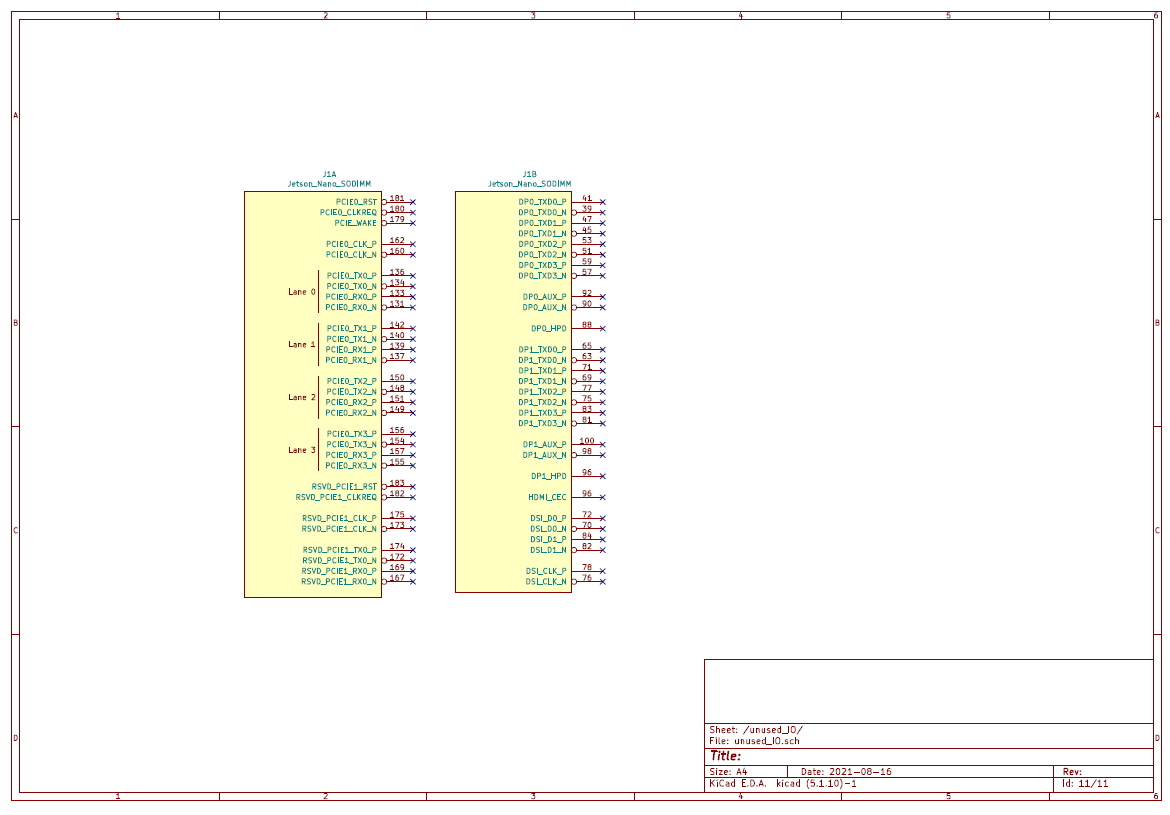 1 2 3 4 5 6
A A
B B
C C
D D
J1A
Jetson_Nano_SODIMM
PCIE0_RST 181
PCIE0_CLKREQ 180
PCIE_WAKE 179
PCIE0_CLK_P 162
PCIE0_CLK_N 160
Lane 0
PCIE0_TX0_P 136
PCIE0_TX0_N 134
PCIE0_RX0_P 133
PCIE0_RX0_N 131
Lane 1
PCIE0_TX1_P 142
PCIE0_TX1_N 140
PCIE0_RX1_P 139
PCIE0_RX1_N 137
Lane 2
PCIE0_TX2_P 150
PCIE0_TX2_N 148
PCIE0_RX2_P 151
PCIE0_RX2_N 149
Lane 3
PCIE0_TX3_P 156
PCIE0_TX3_N 154
PCIE0_RX3_P 157
PCIE0_RX3_N 155
RSVD_PCIE1_RST 183
RSVD_PCIE1_CLKREQ 182
RSVD_PCIE1_CLK_P 175
RSVD_PCIE1_CLK_N 173
RSVD_PCIE1_TX0_P 174
RSVD_PCIE1_TX0_N 172
RSVD_PCIE1_RX0_P 169
RSVD_PCIE1_RX0_N 167
J1B
Jetson_Nano_SODIMM
DP0_TXD0_P 41
DP0_TXD0_N 39
DP0_TXD1_P 47
DP0_TXD1_N 45
DP0_TXD2_P 53
DP0_TXD2_N 51
DP0_TXD3_P 59
DP0_TXD3_N 57
DP0_AUX_P 92
DP0_AUX_N 90
DP0_HPD 88
DP1_TXD0_P 65
DP1_TXD0_N 63
DP1_TXD1_P 71
DP1_TXD1_N 69
DP1_TXD2_P 77
DP1_TXD2_N 75
DP1_TXD3_P 83
DP1_TXD3_N 81
DP1_AUX_P 100
DP1_AUX_N 98
DP1_HPD 96
HDMI_CEC 96
DSI_D0_P 72
DSI_D0_N 70
DSI_D1_P 84
DSI_D1_N 82
DSI_CLK_P 78
DSI_CLK_N 76
Sheet: /unused_IO/
File: unused_IO.sch
Title:
Size: A4 Date: 2021-08-16 Rev:
KiCad E.D.A. kicad (5.1.10)-1 Id: 11/11
1 2 3 4 5 6